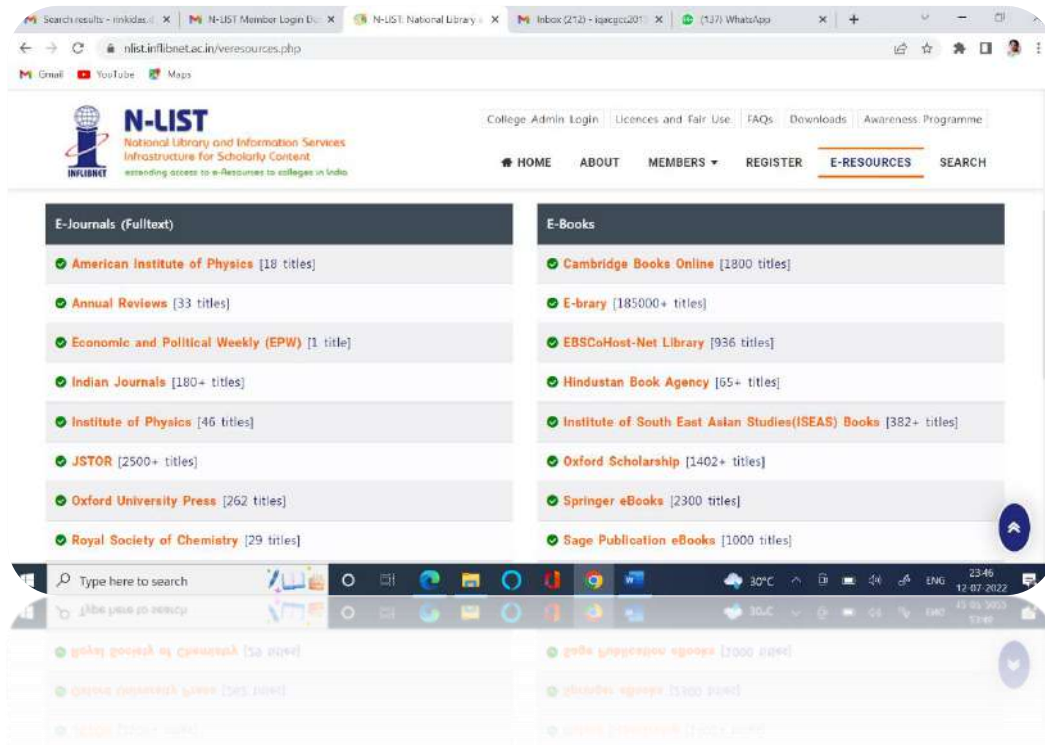 Search results - rinkidas.
N-LIST Member Login
N-LIST: National Library
Inbox (212) - iqacgcc201
(137) WhatsApp
nlist.inflibnet.ac.in/veresources.php
Gmail YouTube Maps
INFLIBNET
N-LIST
National Library and Information Services
Infrastructure for Scholarly Content
extending access to e-Resources to colleges in India
College Admin Login Licences and Fair Use FAQs Downloads Awareness Programme
HOME ABOUT MEMBERS REGISTER E-RESOURCES SEARCH
E-Journals (Fulltext)
American Institute of Physics [18 titles]
Annual Reviews [33 titles]
Economic and Political Weekly (EPW) [1 title]
Indian Journals [180+ titles]
Institute of Physics [46 titles]
JSTOR [2500+ titles]
Oxford University Press [262 titles]
Royal Society of Chemistry [29 titles]
E-Books
Cambridge Books Online [1800 titles]
E-brary [185000+ titles]
EBSCoHost-Net Library [936 titles]
Hindustan Book Agency [65+ titles]
Institute of South East Asian Studies(ISEAS) Books [382+ titles]
Oxford Scholarship [1402+ titles]
Springer eBooks [2300 titles]
Sage Publication eBooks [1000 titles]
Type here to search
30°C
ENG
23:46
12-07-2022